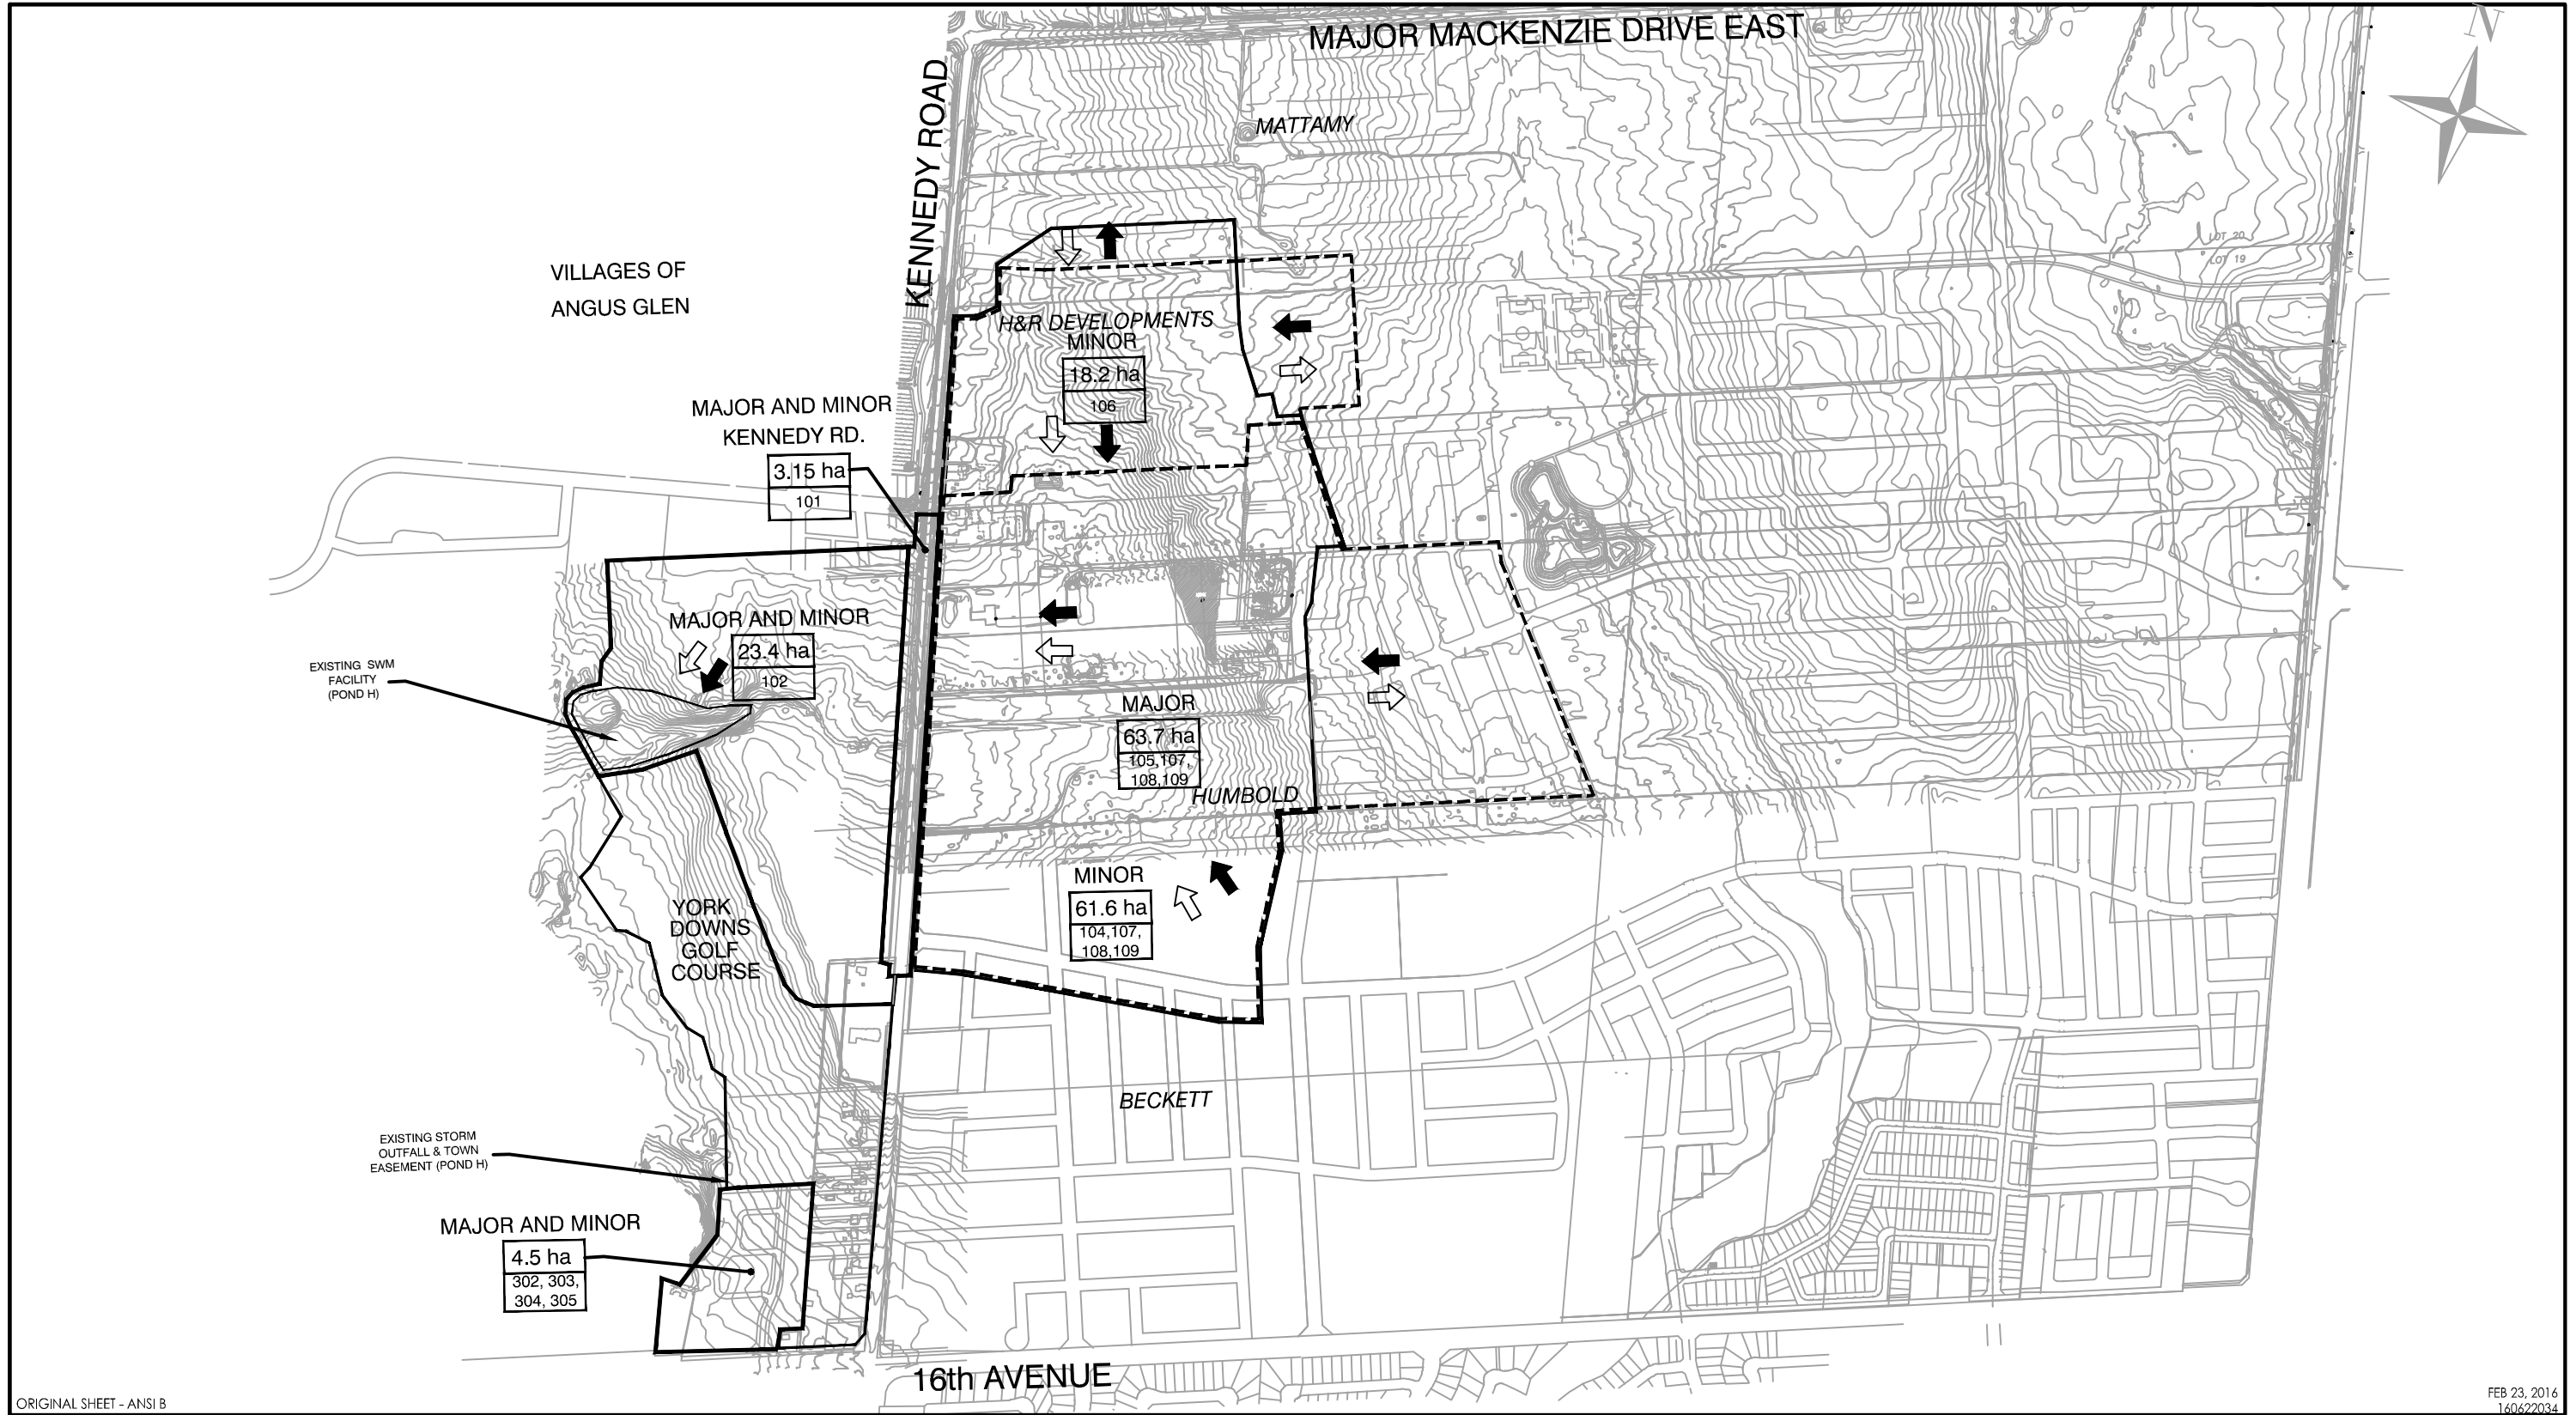 MAJOR MACKENZIE DRIVE EAST
N
KENNEDY ROAD
MATTAMY
LOT 20
LOT 19
VILLAGES OF
ANGUS GLEN
H&R DEVELOPMENTS
MINOR
18.2 ha
106
MAJOR AND MINOR
KENNEDY RD.
3.15 ha
101
MAJOR AND MINOR
23.4 ha
102
EXISTING SWM
FACILITY
(POND H)
MAJOR
63.7 ha
105,107,
108,109
HUMBOLD
MINOR
61.6 ha
104,107,
108,109
YORK
DOWNS
GOLF
COURSE
BECKETT
EXISTING STORM
OUTFALL & TOWN
EASEMENT (POND H)
MAJOR AND MINOR
4.5 ha
302, 303,
304, 305
16th AVENUE
ORIGINAL SHEET - ANSI B
FEB 23, 2016
160622034